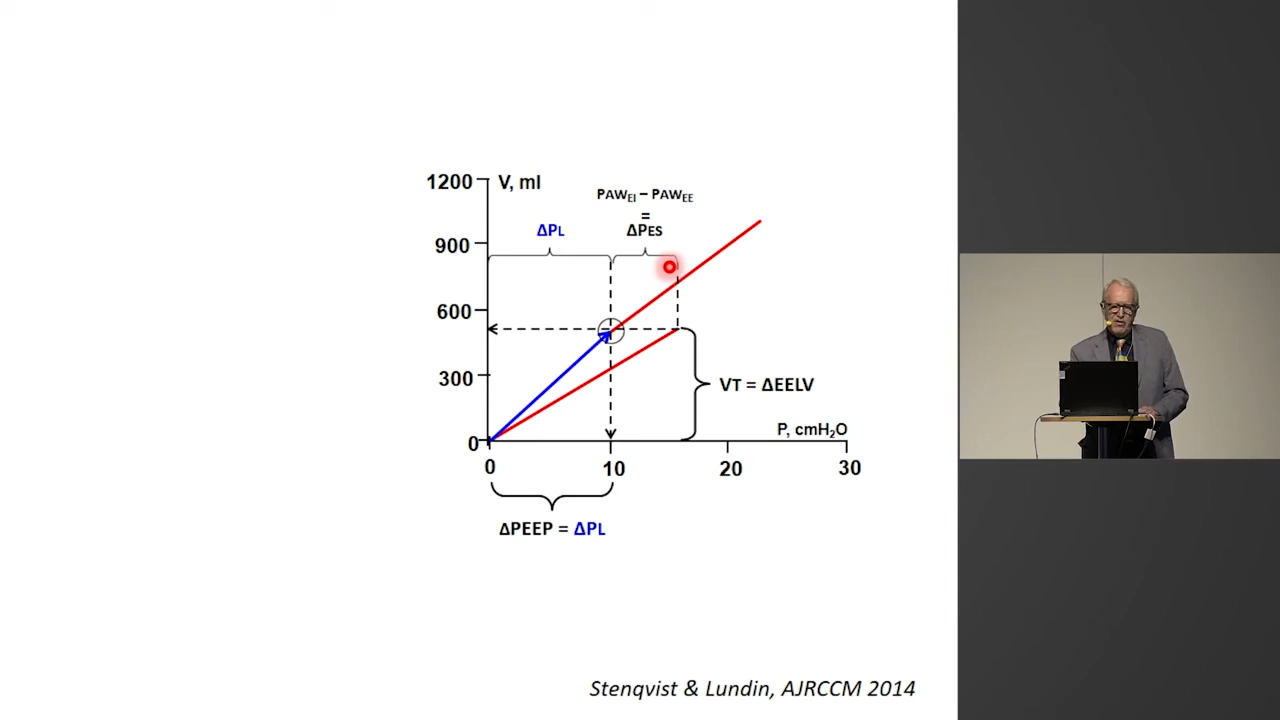 1200
V, ml
PAWEI – PAWEE
=
ΔPL
ΔPES
900
600
300
VT = ΔEELV
P, cmH2O
0
0
10
20
30
ΔPEEP = ΔPL
Stenqvist & Lundin, AJRCCM 2014